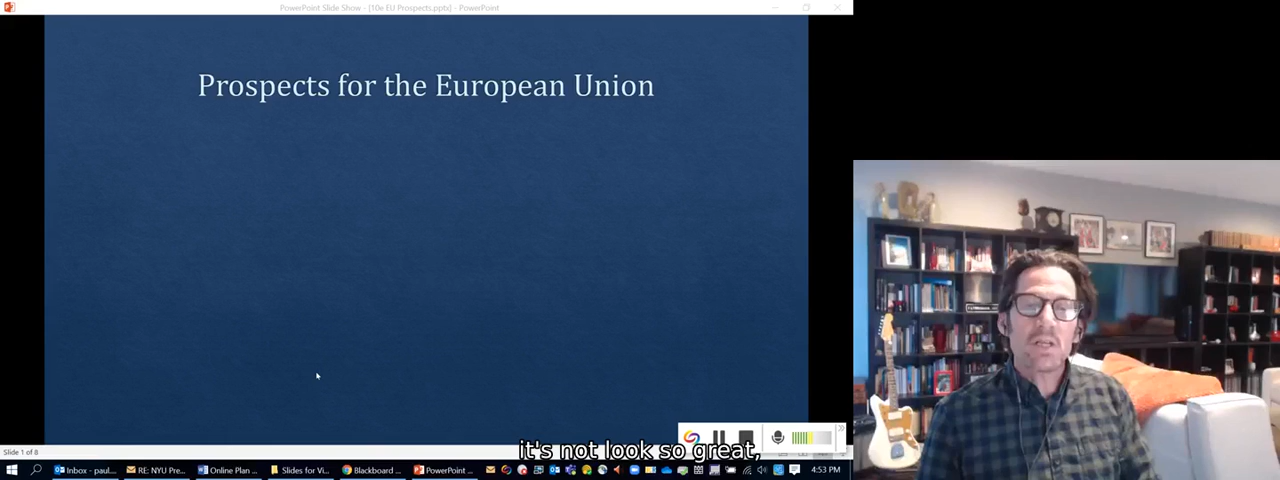 PowerPoint Slide Show - [10e EU Prospects.pptx] - PowerPoint
Prospects for the European Union
it's not look so great,
Slide 1 of 8
Inbox - paul...
RE: NYU Pre...
Online Plan ...
Slides for Vi...
Blackboard ...
PowerPoint ...
4:53 PM